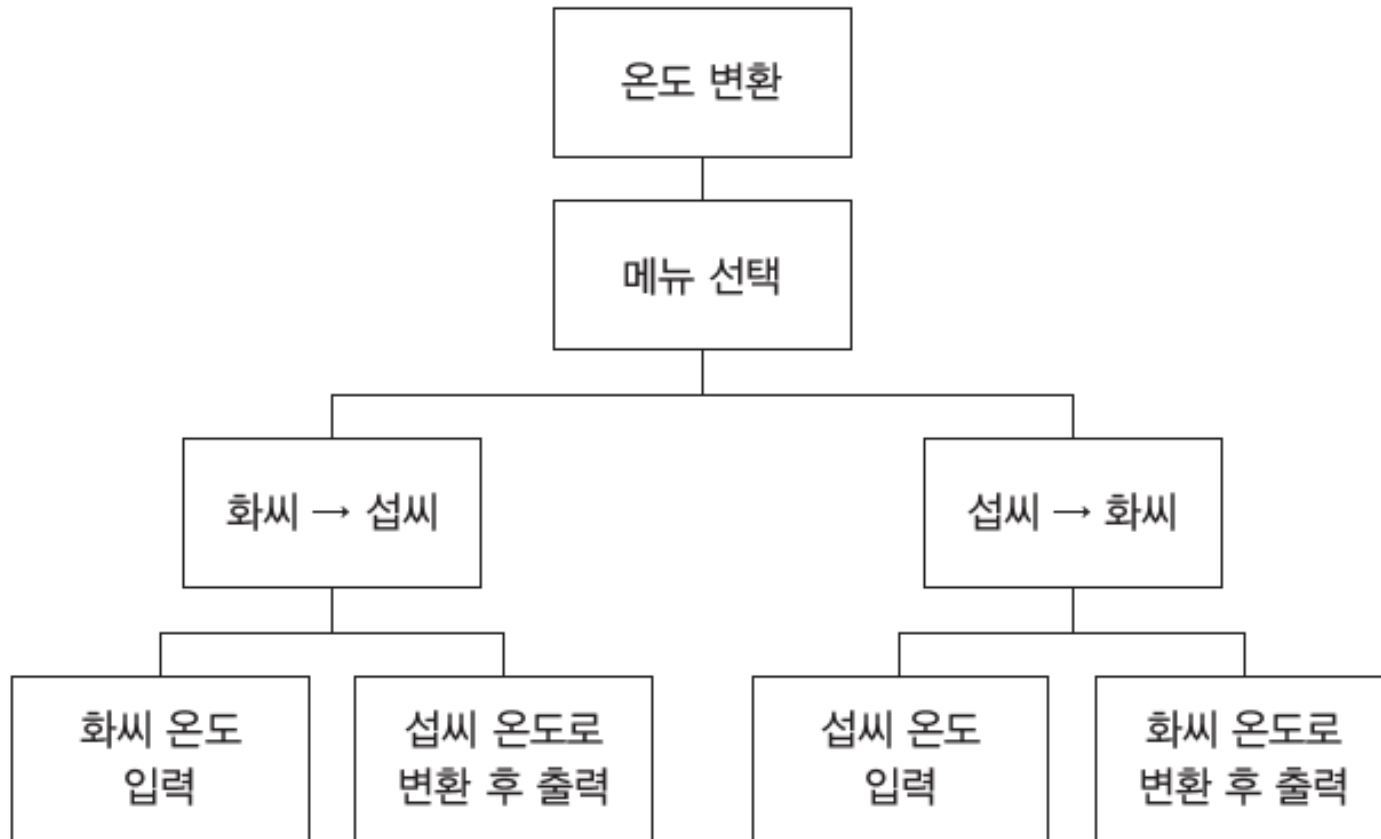 온도 변환
메뉴 선택
화씨 → 섭씨
섭씨 → 화씨
화씨 온도
입력
섭씨 온도로
변환 후 출력
섭씨 온도
입력
화씨 온도로
변환 후 출력